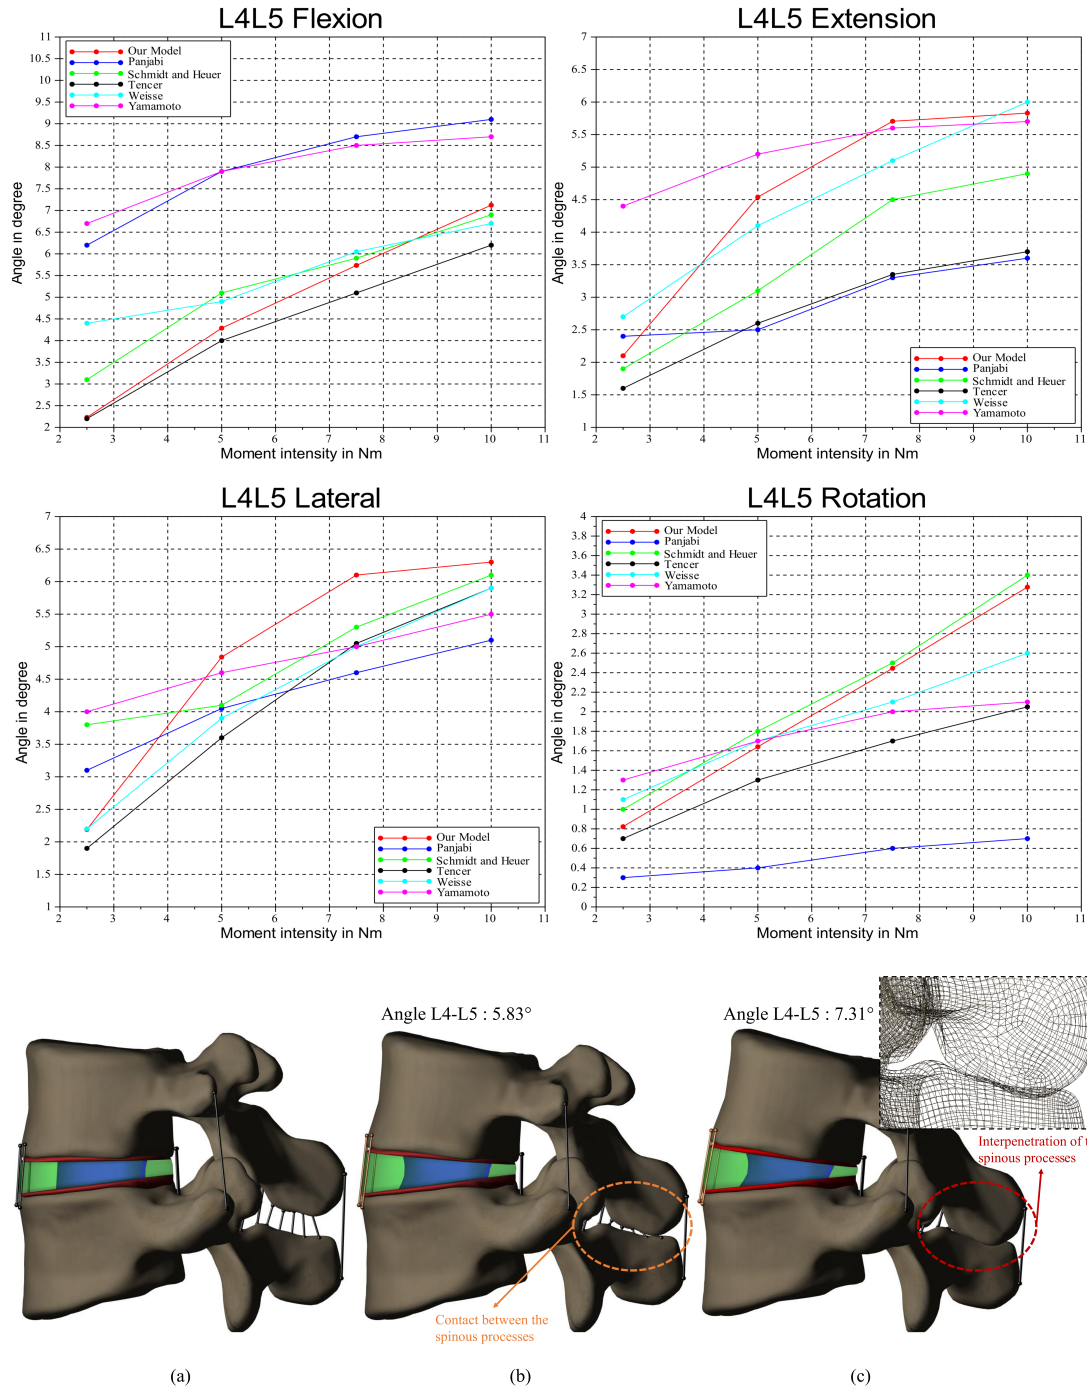 L4L5 Flexion
11
10.5
10
9.5
9
8.5
8
7.5
7
6.5
6
5.5
5
4.5
4
3.5
3
2.5
2
Angle in degree
Our Model
Panjabi
Schmidt and Heuer
Tencer
Weisse
Yamamoto
2 3 4 5 6 7 8 9 10 11
Moment intensity in Nm
L4L5 Extension
7
6.5
6
5.5
5
4.5
4
3.5
3
2.5
2
1.5
1
Angle in degree
Our Model
Panjabi
Schmidt and Heuer
Tencer
Weisse
Yamamoto
2 3 4 5 6 7 8 9 10 11
Moment intensity in Nm
L4L5 Lateral
7
6.5
6
5.5
5
4.5
4
3.5
3
2.5
2
1.5
1
Angle in degree
Our Model
Panjabi
Schmidt and Heuer
Tencer
Weisse
Yamamoto
2 3 4 5 6 7 8 9 10 11
Moment intensity in Nm
L4L5 Rotation
4
3.8
3.6
3.4
3.2
3
2.8
2.6
2.4
2.2
2
1.8
1.6
1.4
1.2
1
0.8
0.6
0.4
0.2
0
Angle in degree
Our Model
Panjabi
Schmidt and Heuer
Tencer
Weisse
Yamamoto
2 3 4 5 6 7 8 9 10 11
Moment intensity in Nm
Angle L4-L5 : 5.83°
Angle L4-L5 : 7.31°
Interpenetration of t
spinous processes
Contact between the
spinous processes
(a)
(b)
(c)